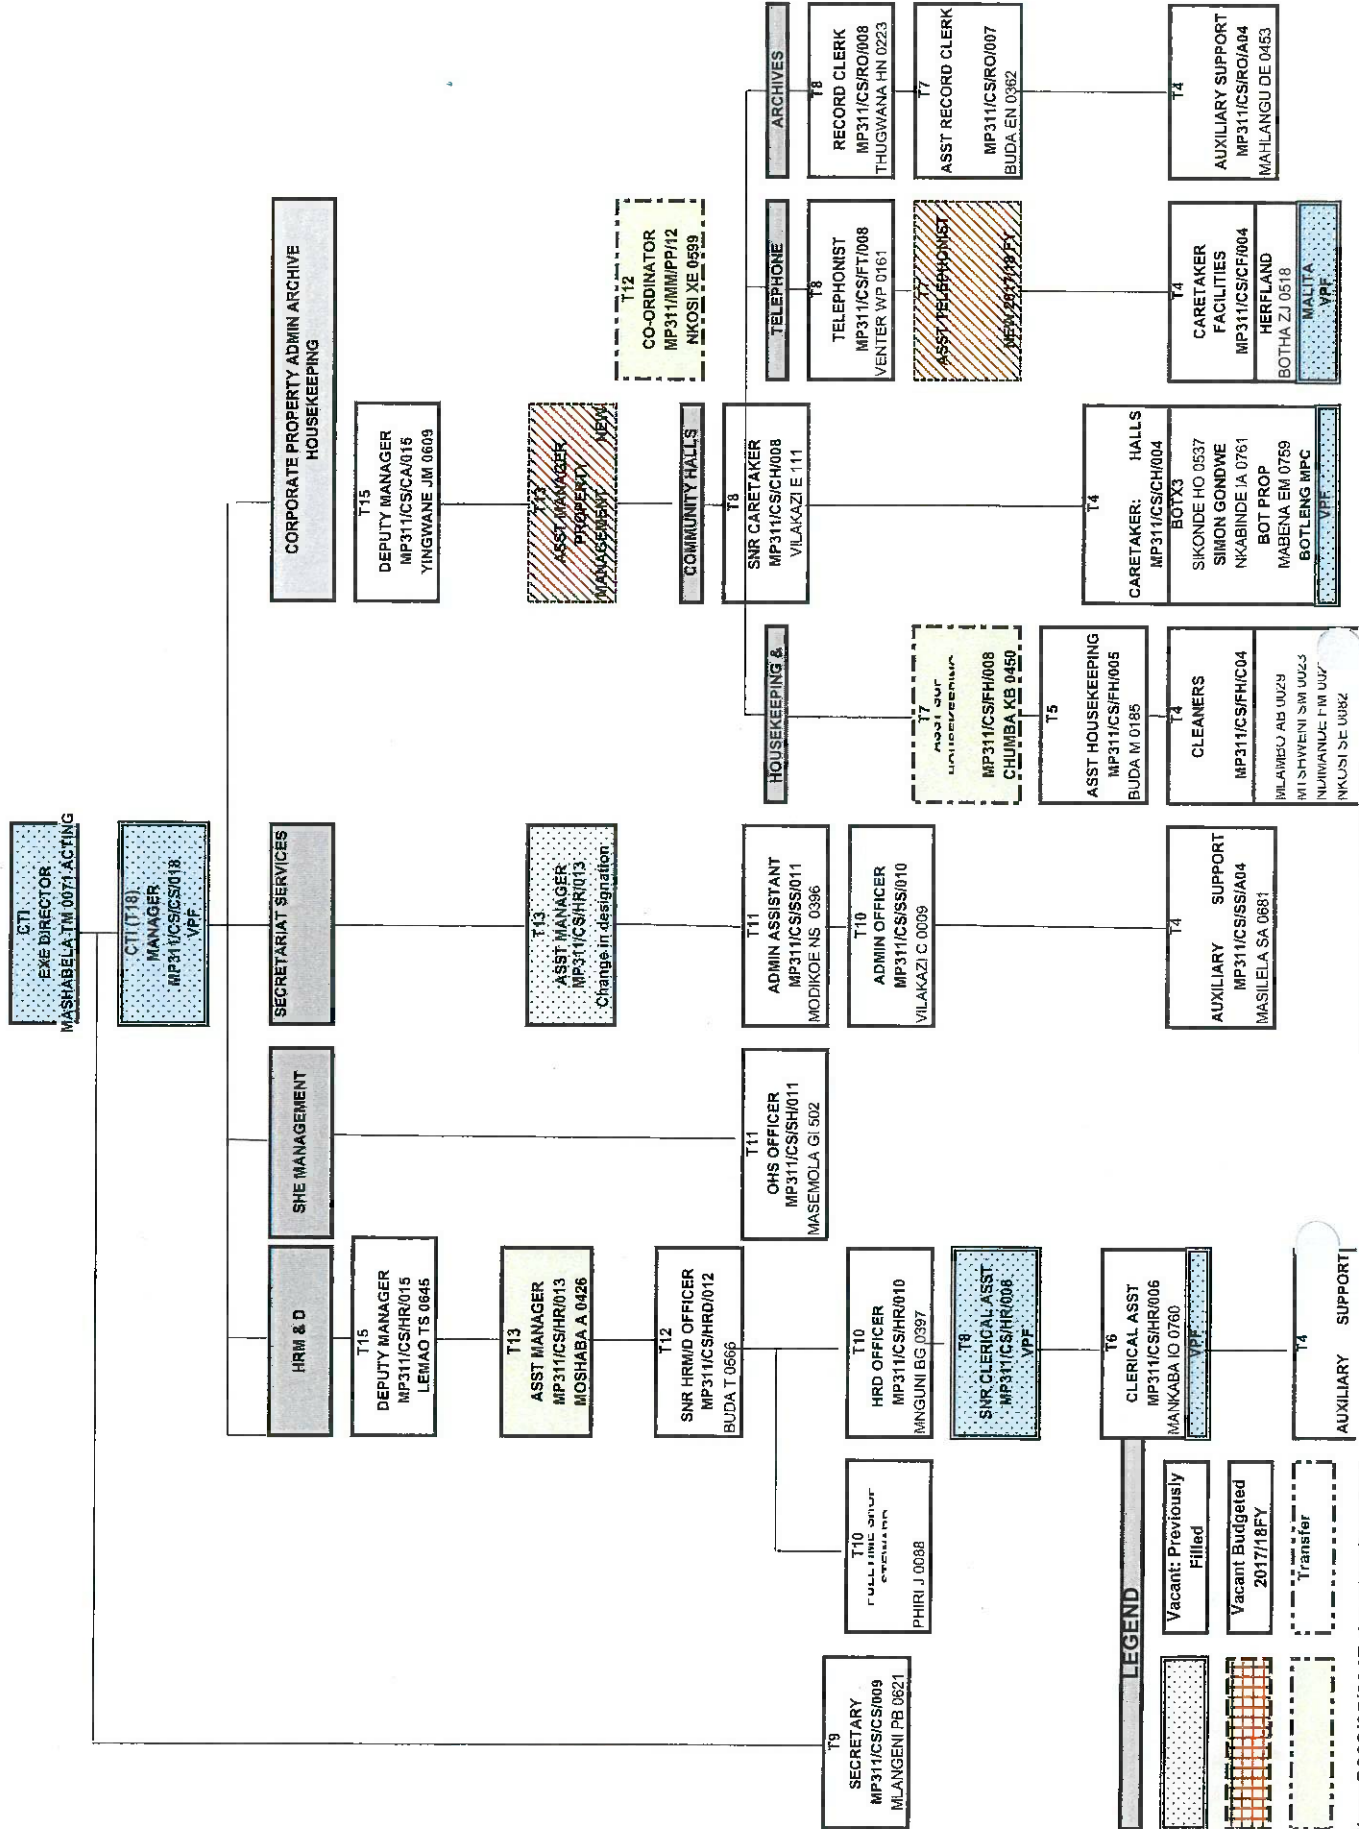 CTI
EXE DIRECTOR
MASHABELA TM 0071 ACTING
CTI (T18)
MANAGER
MP311/CS/CS/018
VPF
HRM & D
SHE MANAGEMENT
SECRETARIAT SERVICES
CORPORATE PROPERTY ADMIN ARCHIVE
HOUSEKEEPING
T15
DEPUTY MANAGER
MP311/CS/HR/015
LEMAO TS 0645
T15
DEPUTY MANAGER
MP311/CS/CA/015
YINGWANE JM 0609
T13
ASST MANAGER
MP311/CS/HR/013
MOSHABA A 0426
T13
ASST MANAGER
MP311/CS/HR/013
Change in designation
T13
ASST MANAGER
PROPERTY
MANAGEMENT NEW
T12
CO-ORDINATOR
MP311/MM/PP/12
NKOSI XE 0599
T12
SNR HRM/D OFFICER
MP311/CS/HRD/012
BUDA T 0566
COMMUNITY HALLS
T11
OHS OFFICER
MP311/CS/SH/011
MASEMOLA GI 502
T11
ADMIN ASSISTANT
MP311/CS/SS/011
MODIKOE NS 0396
T8
SNR CARETAKER
MP311/CS/CH/008
VILAKAZI E 111
HOUSEKEEPING &
TELEPHONE
ARCHIVES
T9
SECRETARY
MP311/CS/CS/009
MLANGENI PB 0621
T10
PHIRI J 0088
T10
HRD OFFICER
MP311/CS/HR/010
MNGUNI BG 0397
T10
ADMIN OFFICER
MP311/CS/SS/010
VILAKAZI C 0009
T8
TELEPHONIST
MP311/CS/FT/008
VENTER WP 0161
T8
RECORD CLERK
MP311/CS/RO/008
THUGWANA HN 0223
T8
SNR CLERICAL ASST
MP311/CS/HR/008
VPF
T7
MP311/CS/FH/008
CHUMBA KB 0450
T7
ASST TELEPHONIST
NEW 2017/18 FY
T7
ASST RECORD CLERK
MP311/CS/RO/007
BUDA EN 0362
T5
ASST HOUSEKEEPING
MP311/CS/FH/005
BUDA M 0185
T6
CLERICAL ASST
MP311/CS/HR/006
MANKABA IO 0760
VPF
T4
AUXILIARY SUPPORT
MP311/CS/SS/A04
MASILELA SA 0681
T4
CLEANERS
MP311/CS/FH/C04
MLAMBO AB 0029
MTSHWENI SM 0023
NDIMANDE FM
NKOSI SE 0082
T4
CARETAKER: HALLS
MP311/CS/CH/004
BOTX3
SIKONDE HO 0537
SIMON GONDWE
NKABINDE IA 0761
BOT PROP
MABENA EM 0759
BOTLENG MPC
VPF
T4
CARETAKER
FACILITIES
MP311/CS/CF/004
HERFLAND
BOTHA ZJ 0518
MALITA
VPF
T4
AUXILIARY SUPPORT
MP311/CS/RO/A04
MAHLANGU DE 0453
T4
AUXILIARY SUPPORT
LEGEND
Vacant: Previously
Filled
Vacant Budgeted
2017/18FY
Transfer